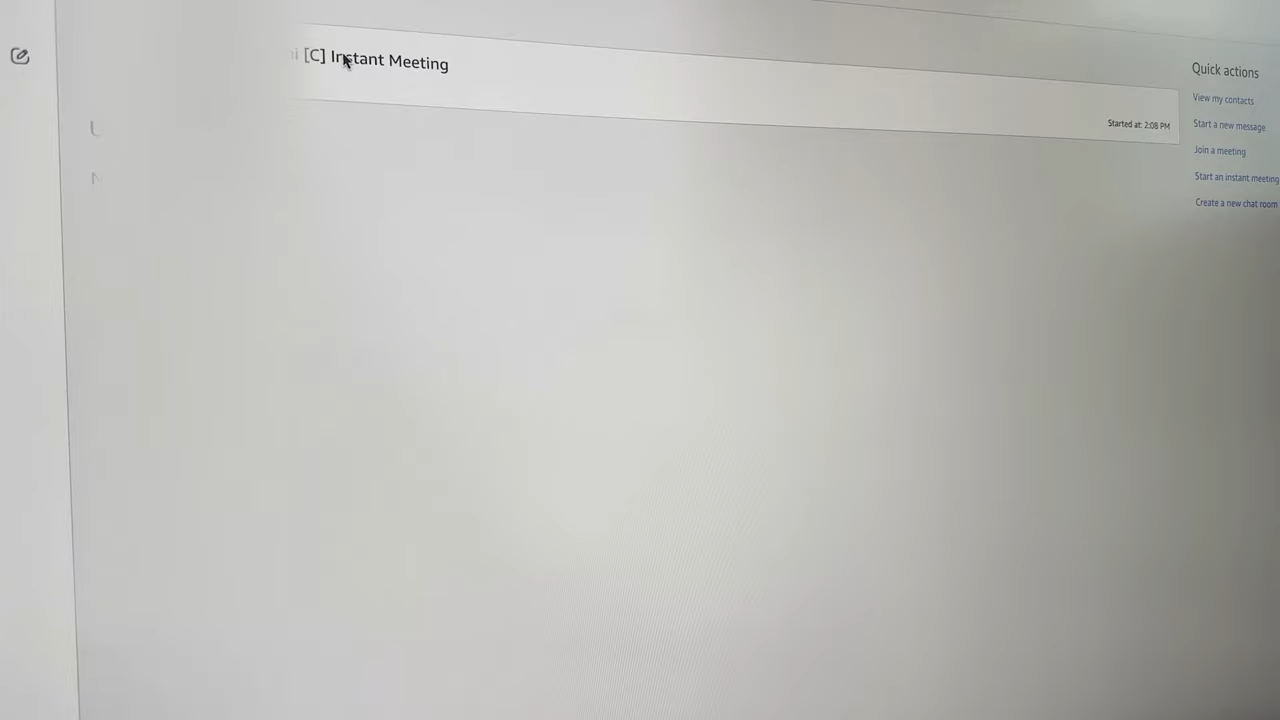 [C] Instant Meeting
Started at: 2:08 PM
Quick actions
View my contacts
Start a new message
Join a meeting
Start an instant meeting
Create a new chat room